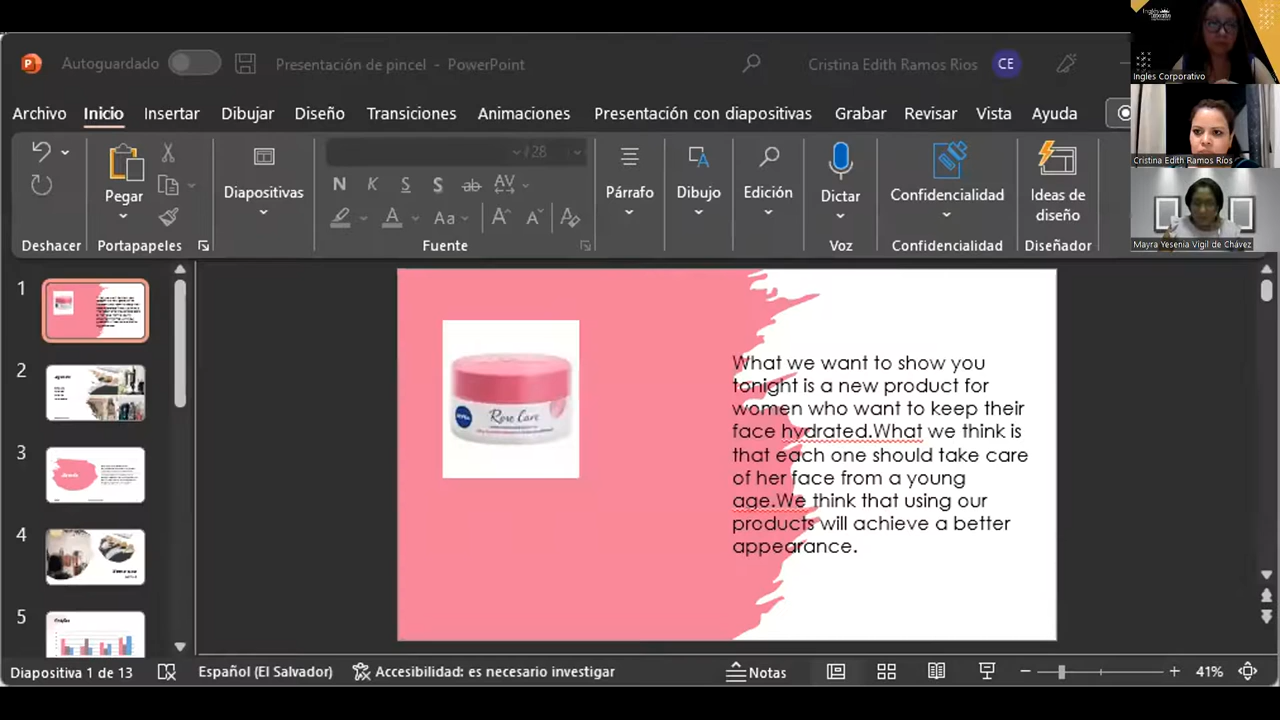 Autoguardado
Presentación de pincel - PowerPoint
Cristina Edith Ramos Rios
CE
Archivo Inicio Insertar Dibujar Diseño Transiciones Animaciones Presentación con diapositivas Grabar Revisar Vista Ayuda
Pegar
Diapositivas
28
N K S S ab AV
A Aa A A
Párrafo
Dibujo
Edición
Dictar
Confidencialidad
Ideas de
diseño
Deshacer
Portapapeles
Fuente
Voz
Confidencialidad
Diseñador
Ingles Corporativo
Cristina Edith Ramos Ríos
Mayra Yesenia Vigil de Chávez
1
2
3
4
5
NIVEA
Rose Care
What we want to show you
tonight is a new product for
women who want to keep their
face hydrated.What we think is
that each one should take care
of her face from a young
age.We think that using our
products will achieve a better
appearance.
Diapositiva 1 de 13
Español (El Salvador)
Accesibilidad: es necesario investigar
Notas
41%